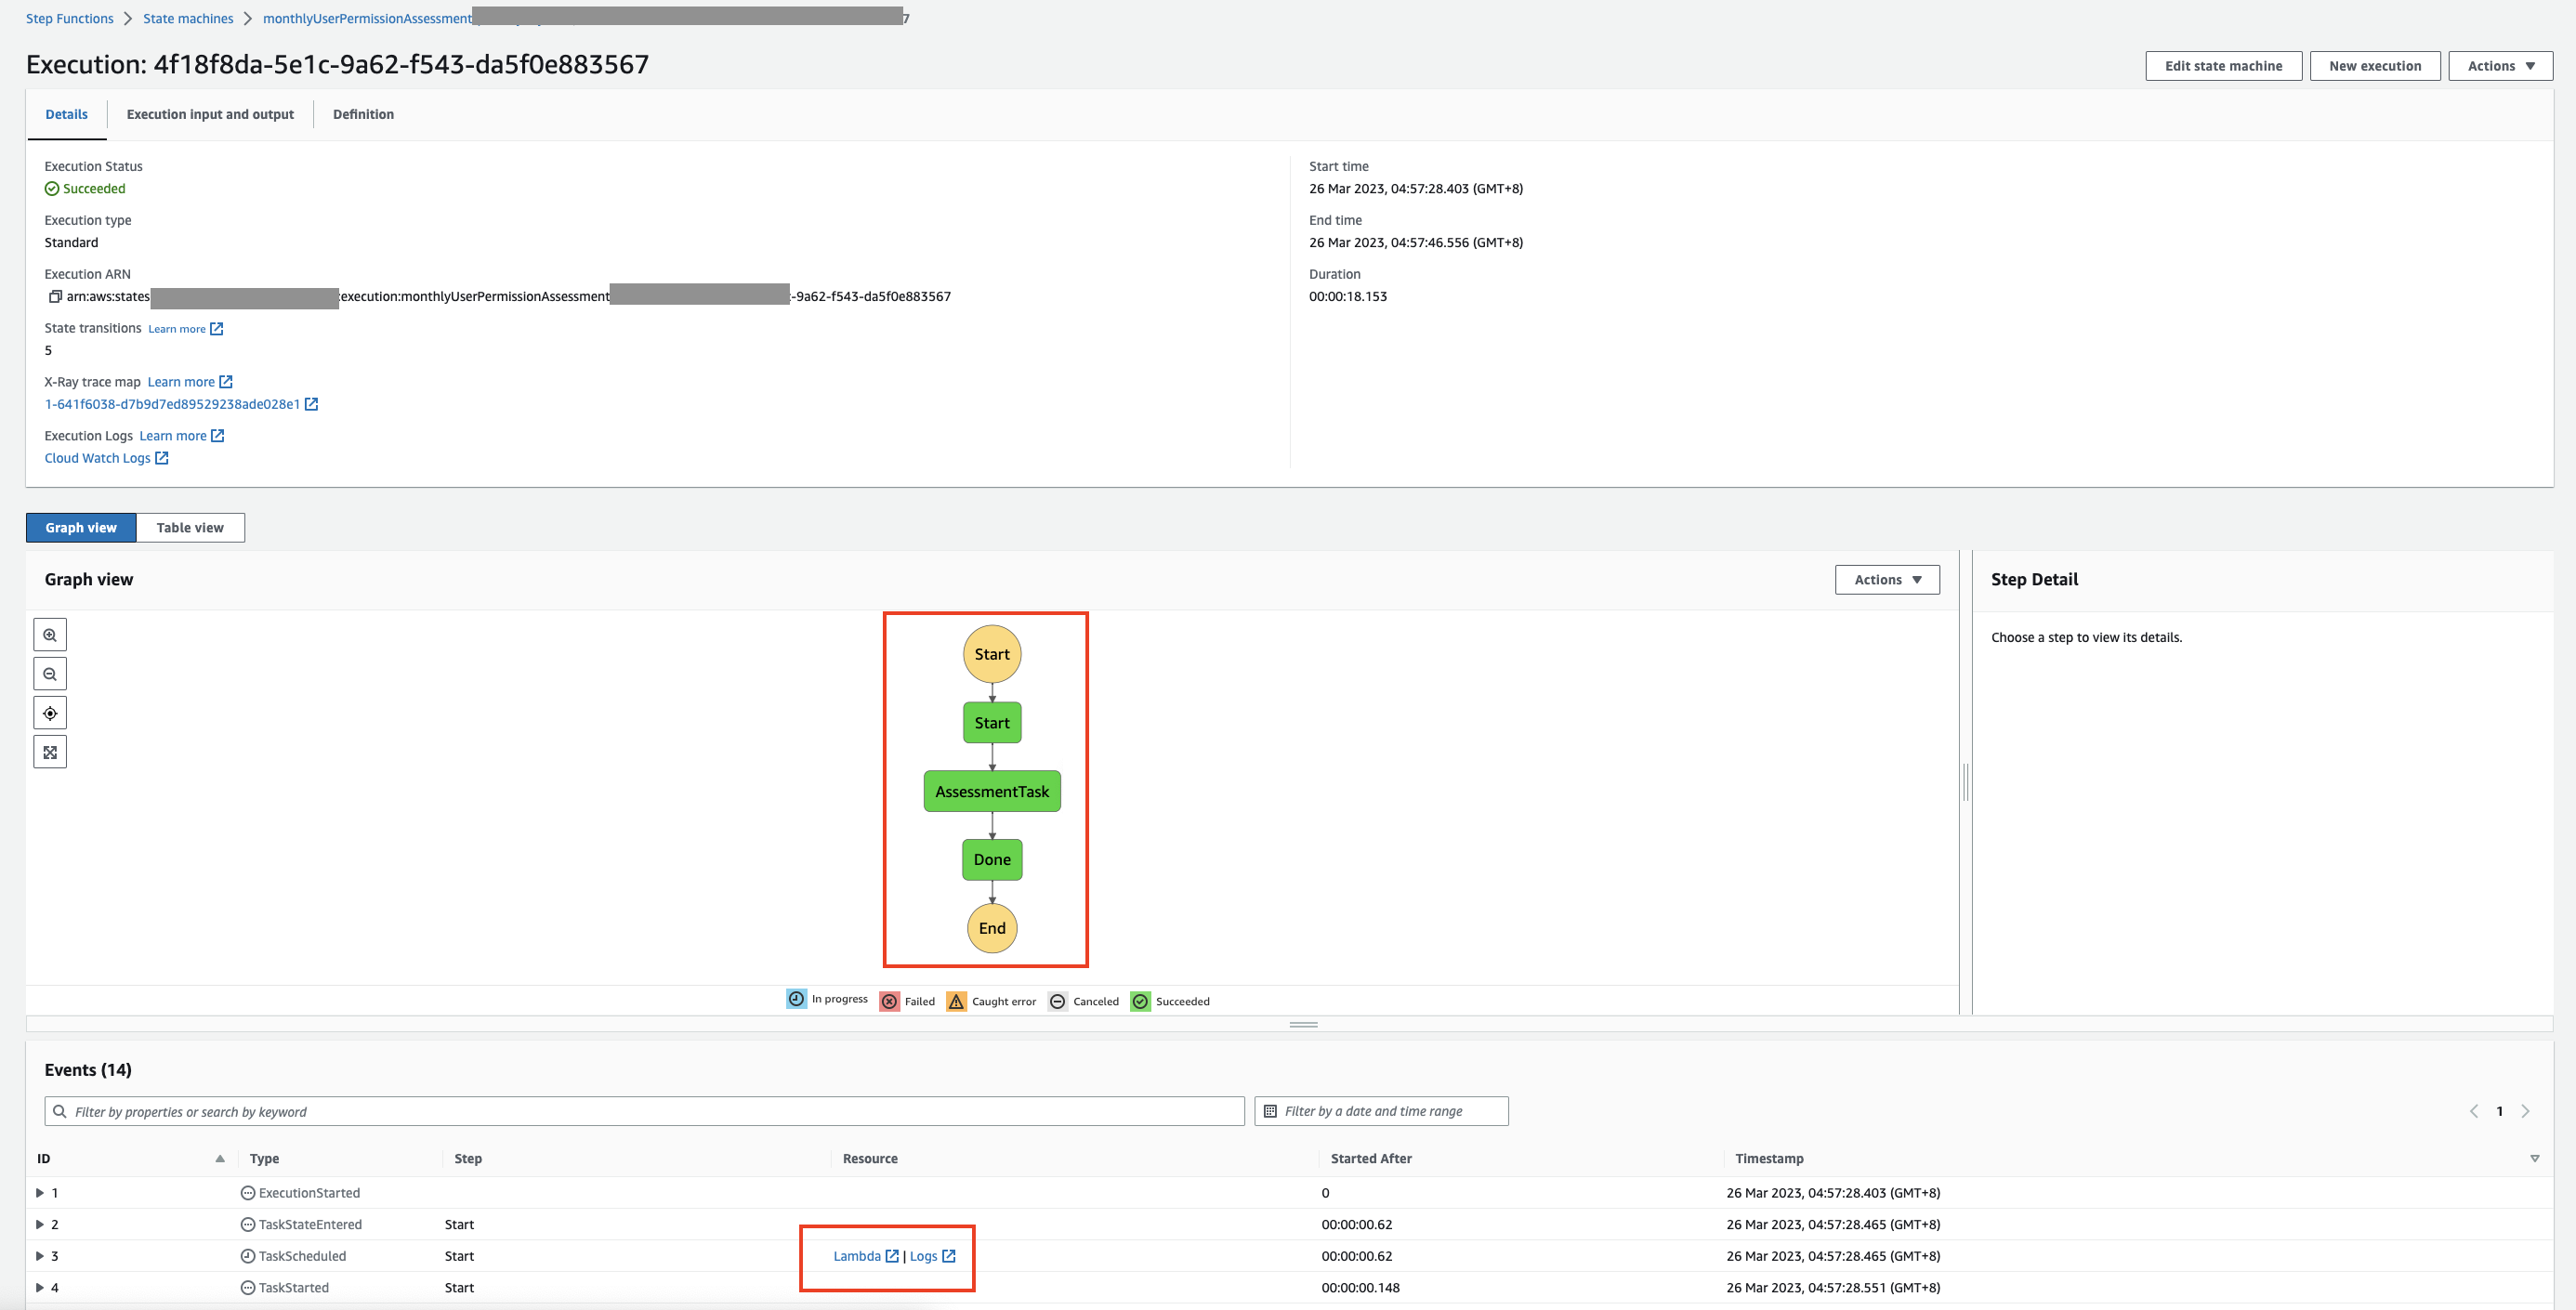 Step Functions > State machines > monthlyUserPermissionAssessment 7
Execution: 4f18f8da-5e1c-9a62-f543-da5f0e883567
Edit state machine New execution Actions
Details Execution input and output Definition
Execution Status
Succeeded
Execution type
Standard
Execution ARN
arn:aws:states :execution:monthlyUserPermissionAssessment -9a62-f543-da5f0e883567
State transitions Learn more
5
X-Ray trace map Learn more
1-641f6038-d7b9d7ed89529238ade028e1
Execution Logs Learn more
Cloud Watch Logs
Start time
26 Mar 2023, 04:57:28.403 (GMT+8)
End time
26 Mar 2023, 04:57:46.556 (GMT+8)
Duration
00:00:18.153
Graph view Table view
Graph view
Actions
Start
Start
AssessmentTask
Done
End
In progress Failed Caught error Canceled Succeeded
Step Detail
Choose a step to view its details.
Events (14)
Filter by properties or search by keyword Filter by a date and time range 1
ID Type Step Resource Started After Timestamp
1 ExecutionStarted 0 26 Mar 2023, 04:57:28.403 (GMT+8)
2 TaskStateEntered Start 00:00:00.62 26 Mar 2023, 04:57:28.465 (GMT+8)
3 TaskScheduled Start Lambda | Logs 00:00:00.62 26 Mar 2023, 04:57:28.465 (GMT+8)
4 TaskStarted Start 00:00:00.148 26 Mar 2023, 04:57:28.551 (GMT+8)